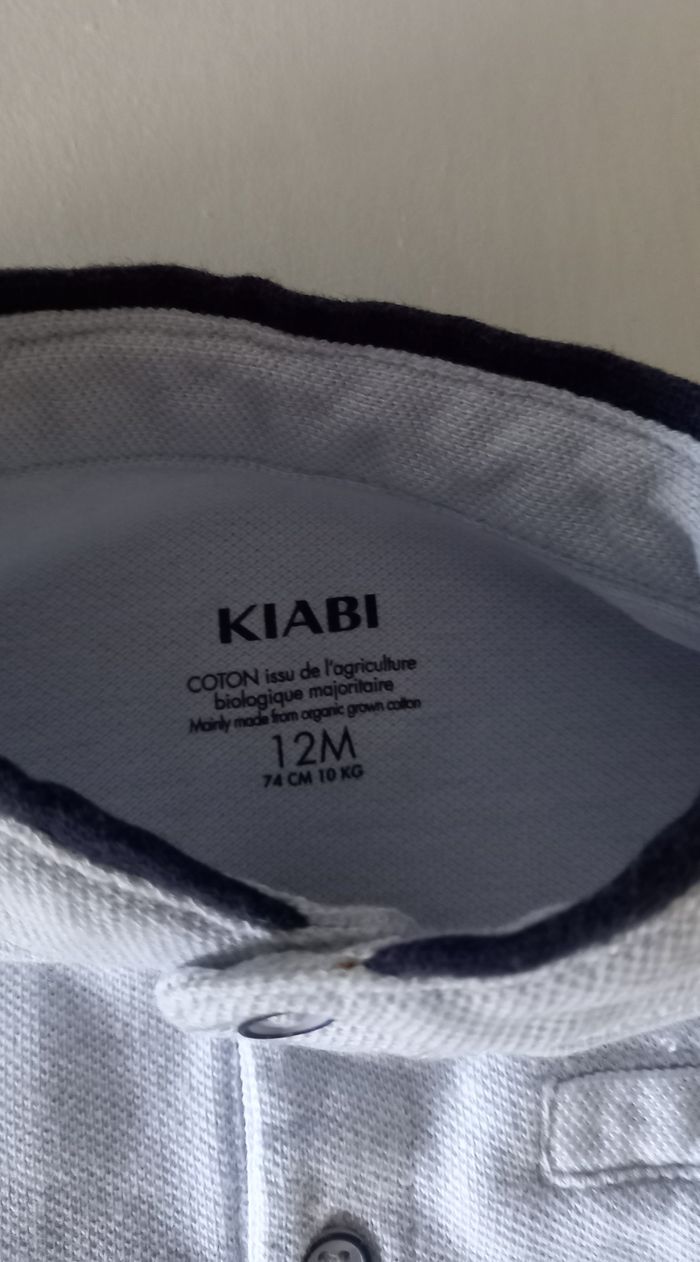 KIABI
COTON issu de l'agriculture
biologique majoritaire
Mainly made from organic grown cotton
12M
74 CM 10 KG